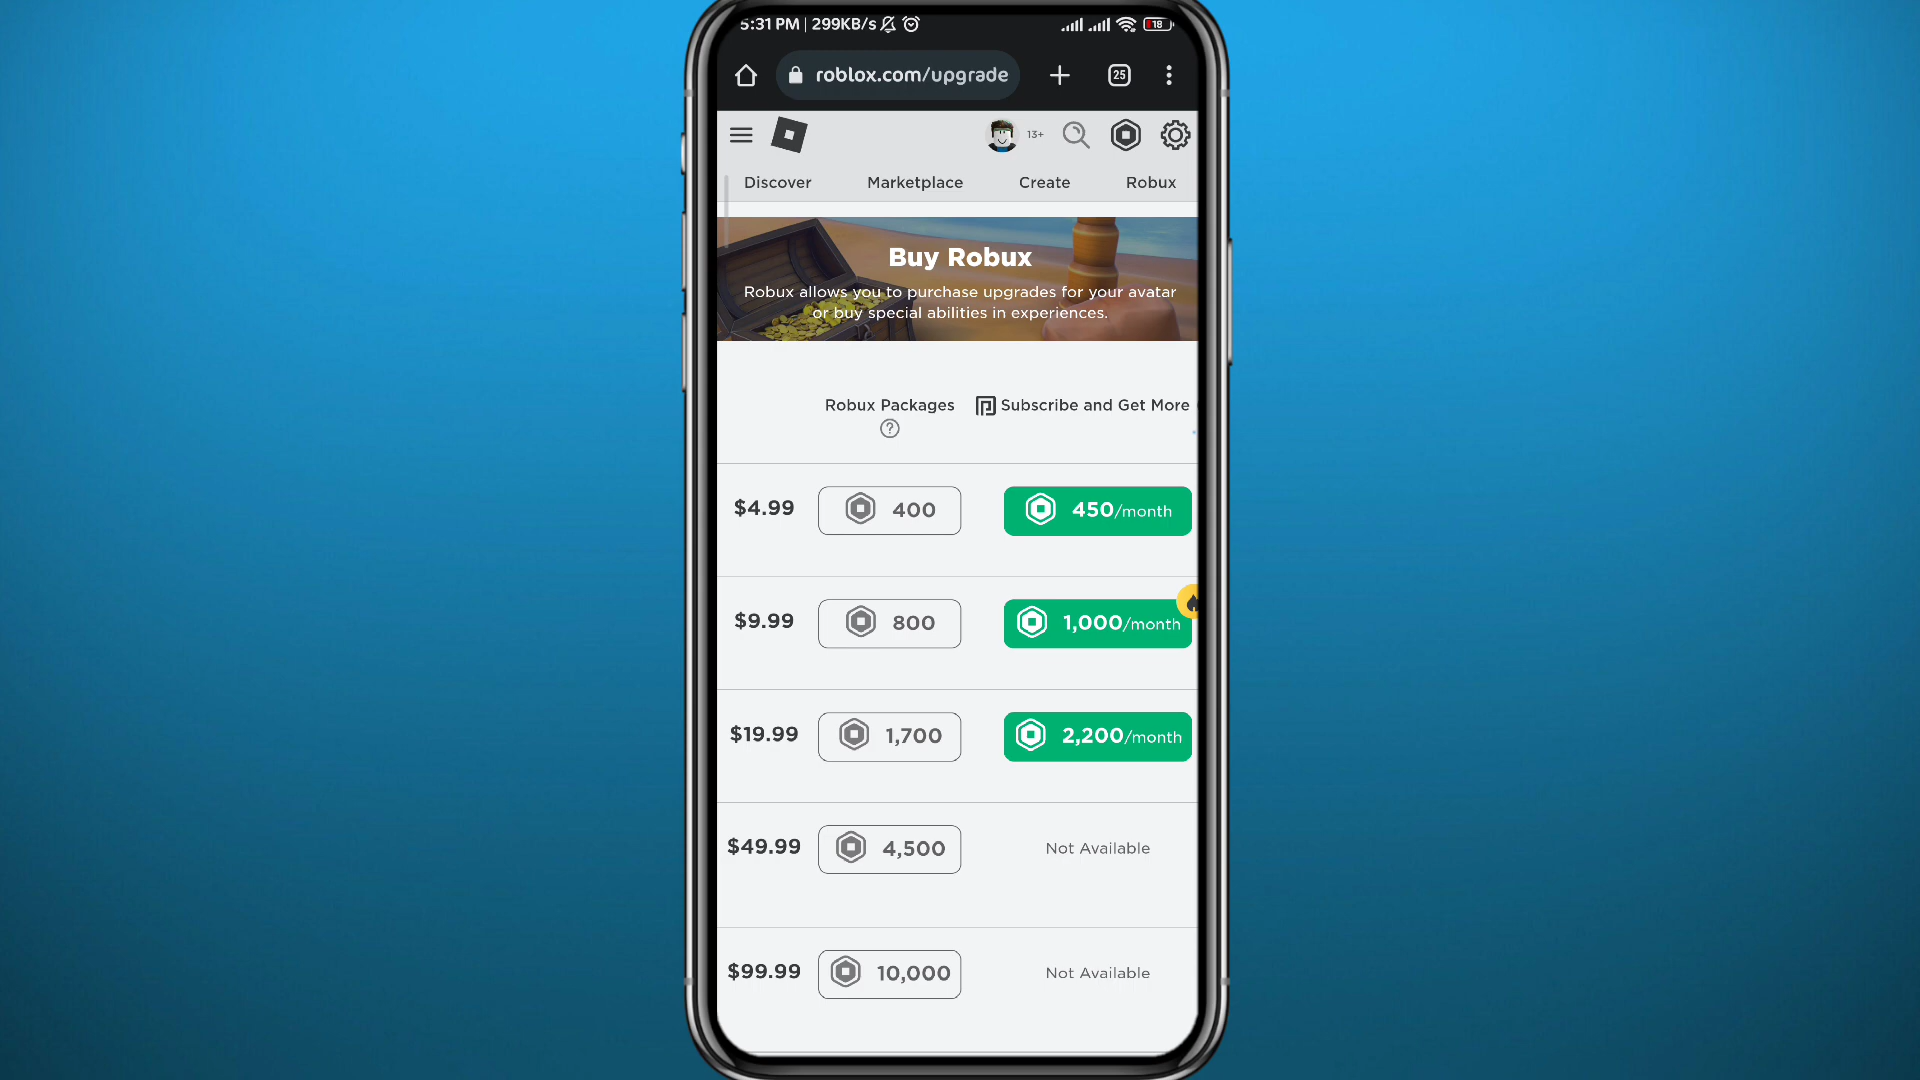 5:31 PM | 299KB/s 18
roblox.com/upgrade 25
13+
Discover Marketplace Create Robux
Buy Robux
Robux allows you to purchase upgrades for your avatar
or buy special abilities in experiences.
Robux Packages Subscribe and Get More
?
$4.99 400 450/month
$9.99 800 1,000/month
$19.99 1,700 2,200/month
$49.99 4,500 Not Available
$99.99 10,000 Not Available